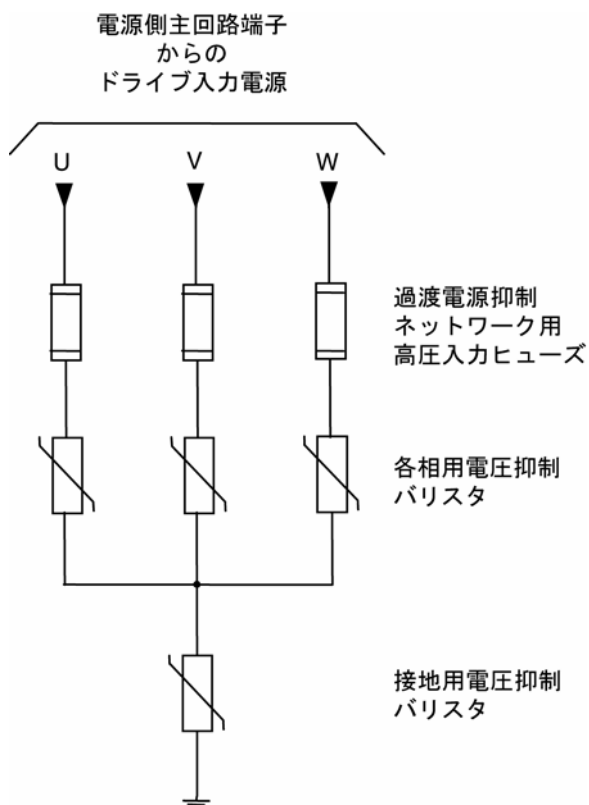 電源側主回路端子
からの
ドライブ入力電源
U V W
過渡電源抑制
ネットワーク用
高圧入力ヒューズ
各相用電圧抑制
バリスタ
接地用電圧抑制
バリスタ